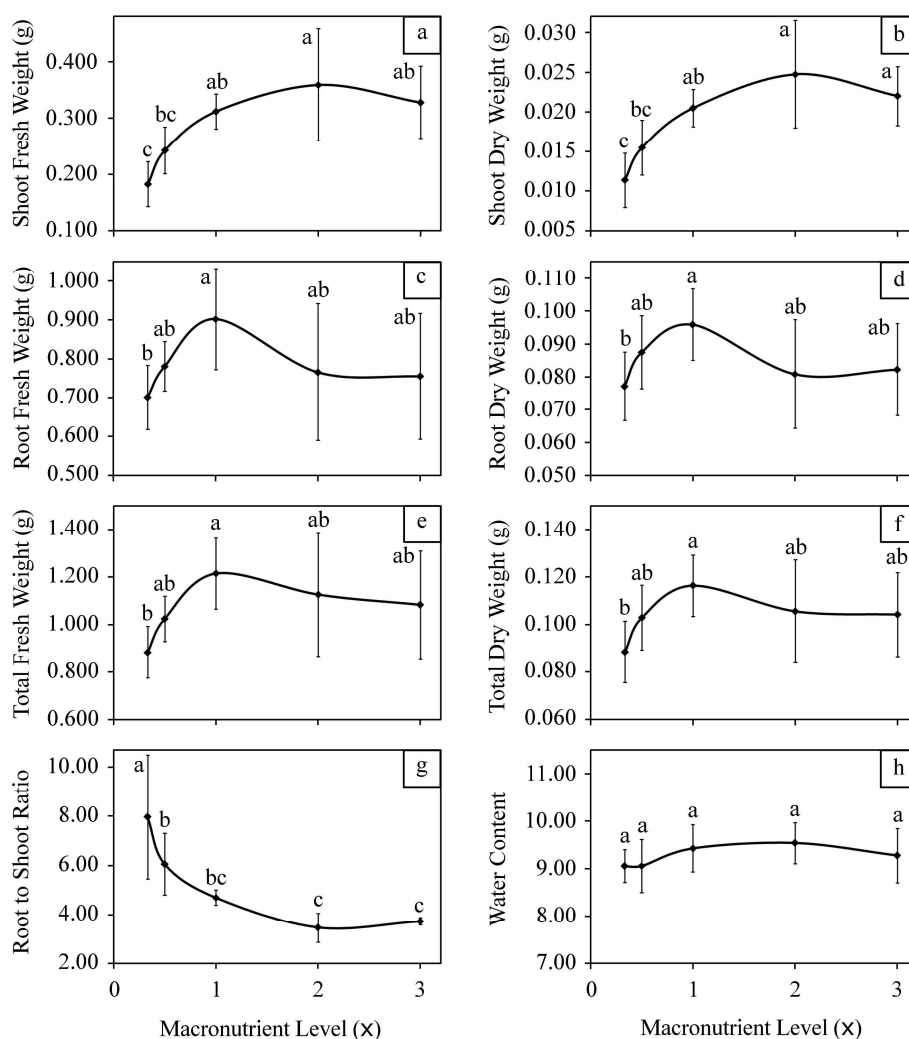 Shoot Fresh Weight (g)
0.400
0.300
0.200
0.100
c
bc
ab
a
ab
a
Shoot Dry Weight (g)
0.030
0.025
0.020
0.015
0.010
0.005
c
bc
ab
a
a
b
Root Fresh Weight (g)
1.000
0.900
0.800
0.700
0.600
0.500
b
ab
a
ab
ab
c
Root Dry Weight (g)
0.110
0.100
0.090
0.080
0.070
0.060
0.050
b
ab
a
ab
ab
d
Total Fresh Weight (g)
1.400
1.200
1.000
0.800
0.600
b
ab
a
ab
ab
e
Total Dry Weight (g)
0.140
0.120
0.100
0.080
0.060
b
ab
a
ab
ab
f
Root to Shoot Ratio
10.00
8.00
6.00
4.00
2.00
a
b
bc
c
c
g
0 1 2 3
Macronutrient Level (x)
Water Content
11.00
10.00
9.00
8.00
7.00
a
a
a
a
a
h
0 1 2 3
Macronutrient Level (x)